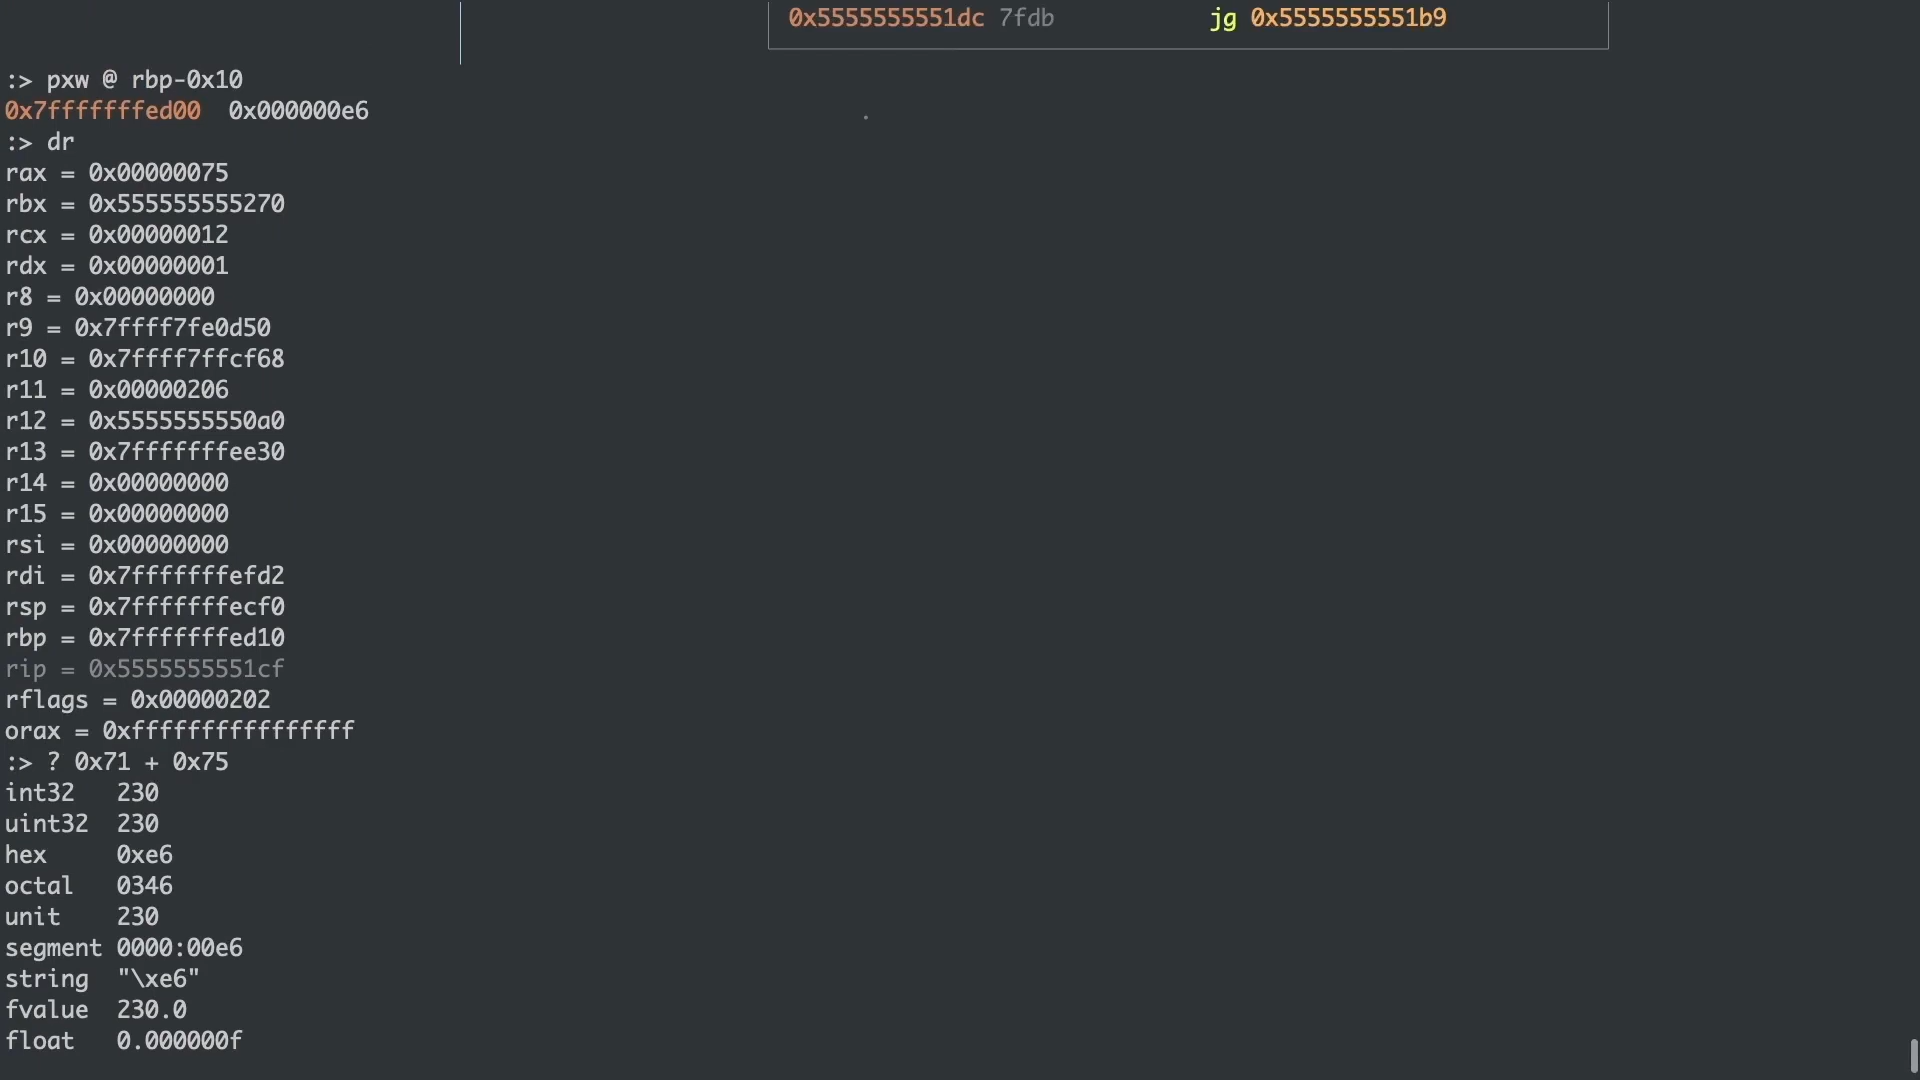 0x5555555551dc 7fdb jg 0x5555555551b9
:> pxw @ rbp-0x10
0x7fffffffed00 0x000000e6
:> dr
rax = 0x00000075
rbx = 0x555555555270
rcx = 0x00000012
rdx = 0x00000001
r8 = 0x00000000
r9 = 0x7ffff7fe0d50
r10 = 0x7ffff7ffcf68
r11 = 0x00000206
r12 = 0x5555555550a0
r13 = 0x7fffffffee30
r14 = 0x00000000
r15 = 0x00000000
rsi = 0x00000000
rdi = 0x7fffffffefd2
rsp = 0x7fffffffecf0
rbp = 0x7fffffffed10
rip = 0x5555555551cf
rflags = 0x00000202
orax = 0xffffffffffffffff
:> ? 0x71 + 0x75
int32 230
uint32 230
hex 0xe6
octal 0346
unit 230
segment 0000:00e6
string "\xe6"
fvalue 230.0
float 0.000000f